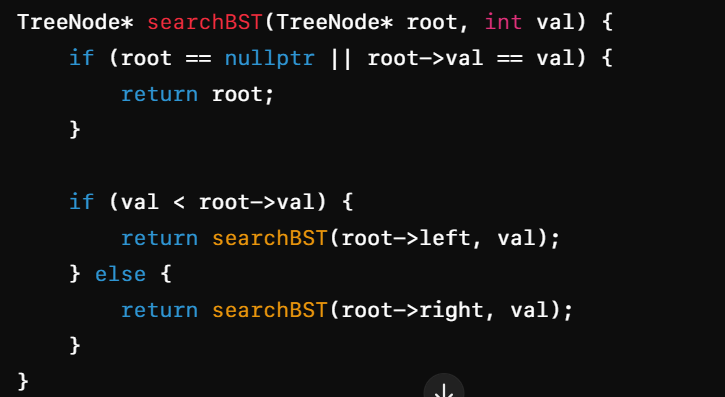 TreeNode* searchBST(TreeNode* root, int val) {
    if (root == nullptr || root->val == val) {
        return root;
    }

    if (val < root->val) {
        return searchBST(root->left, val);
    } else {
        return searchBST(root->right, val);
    }
}